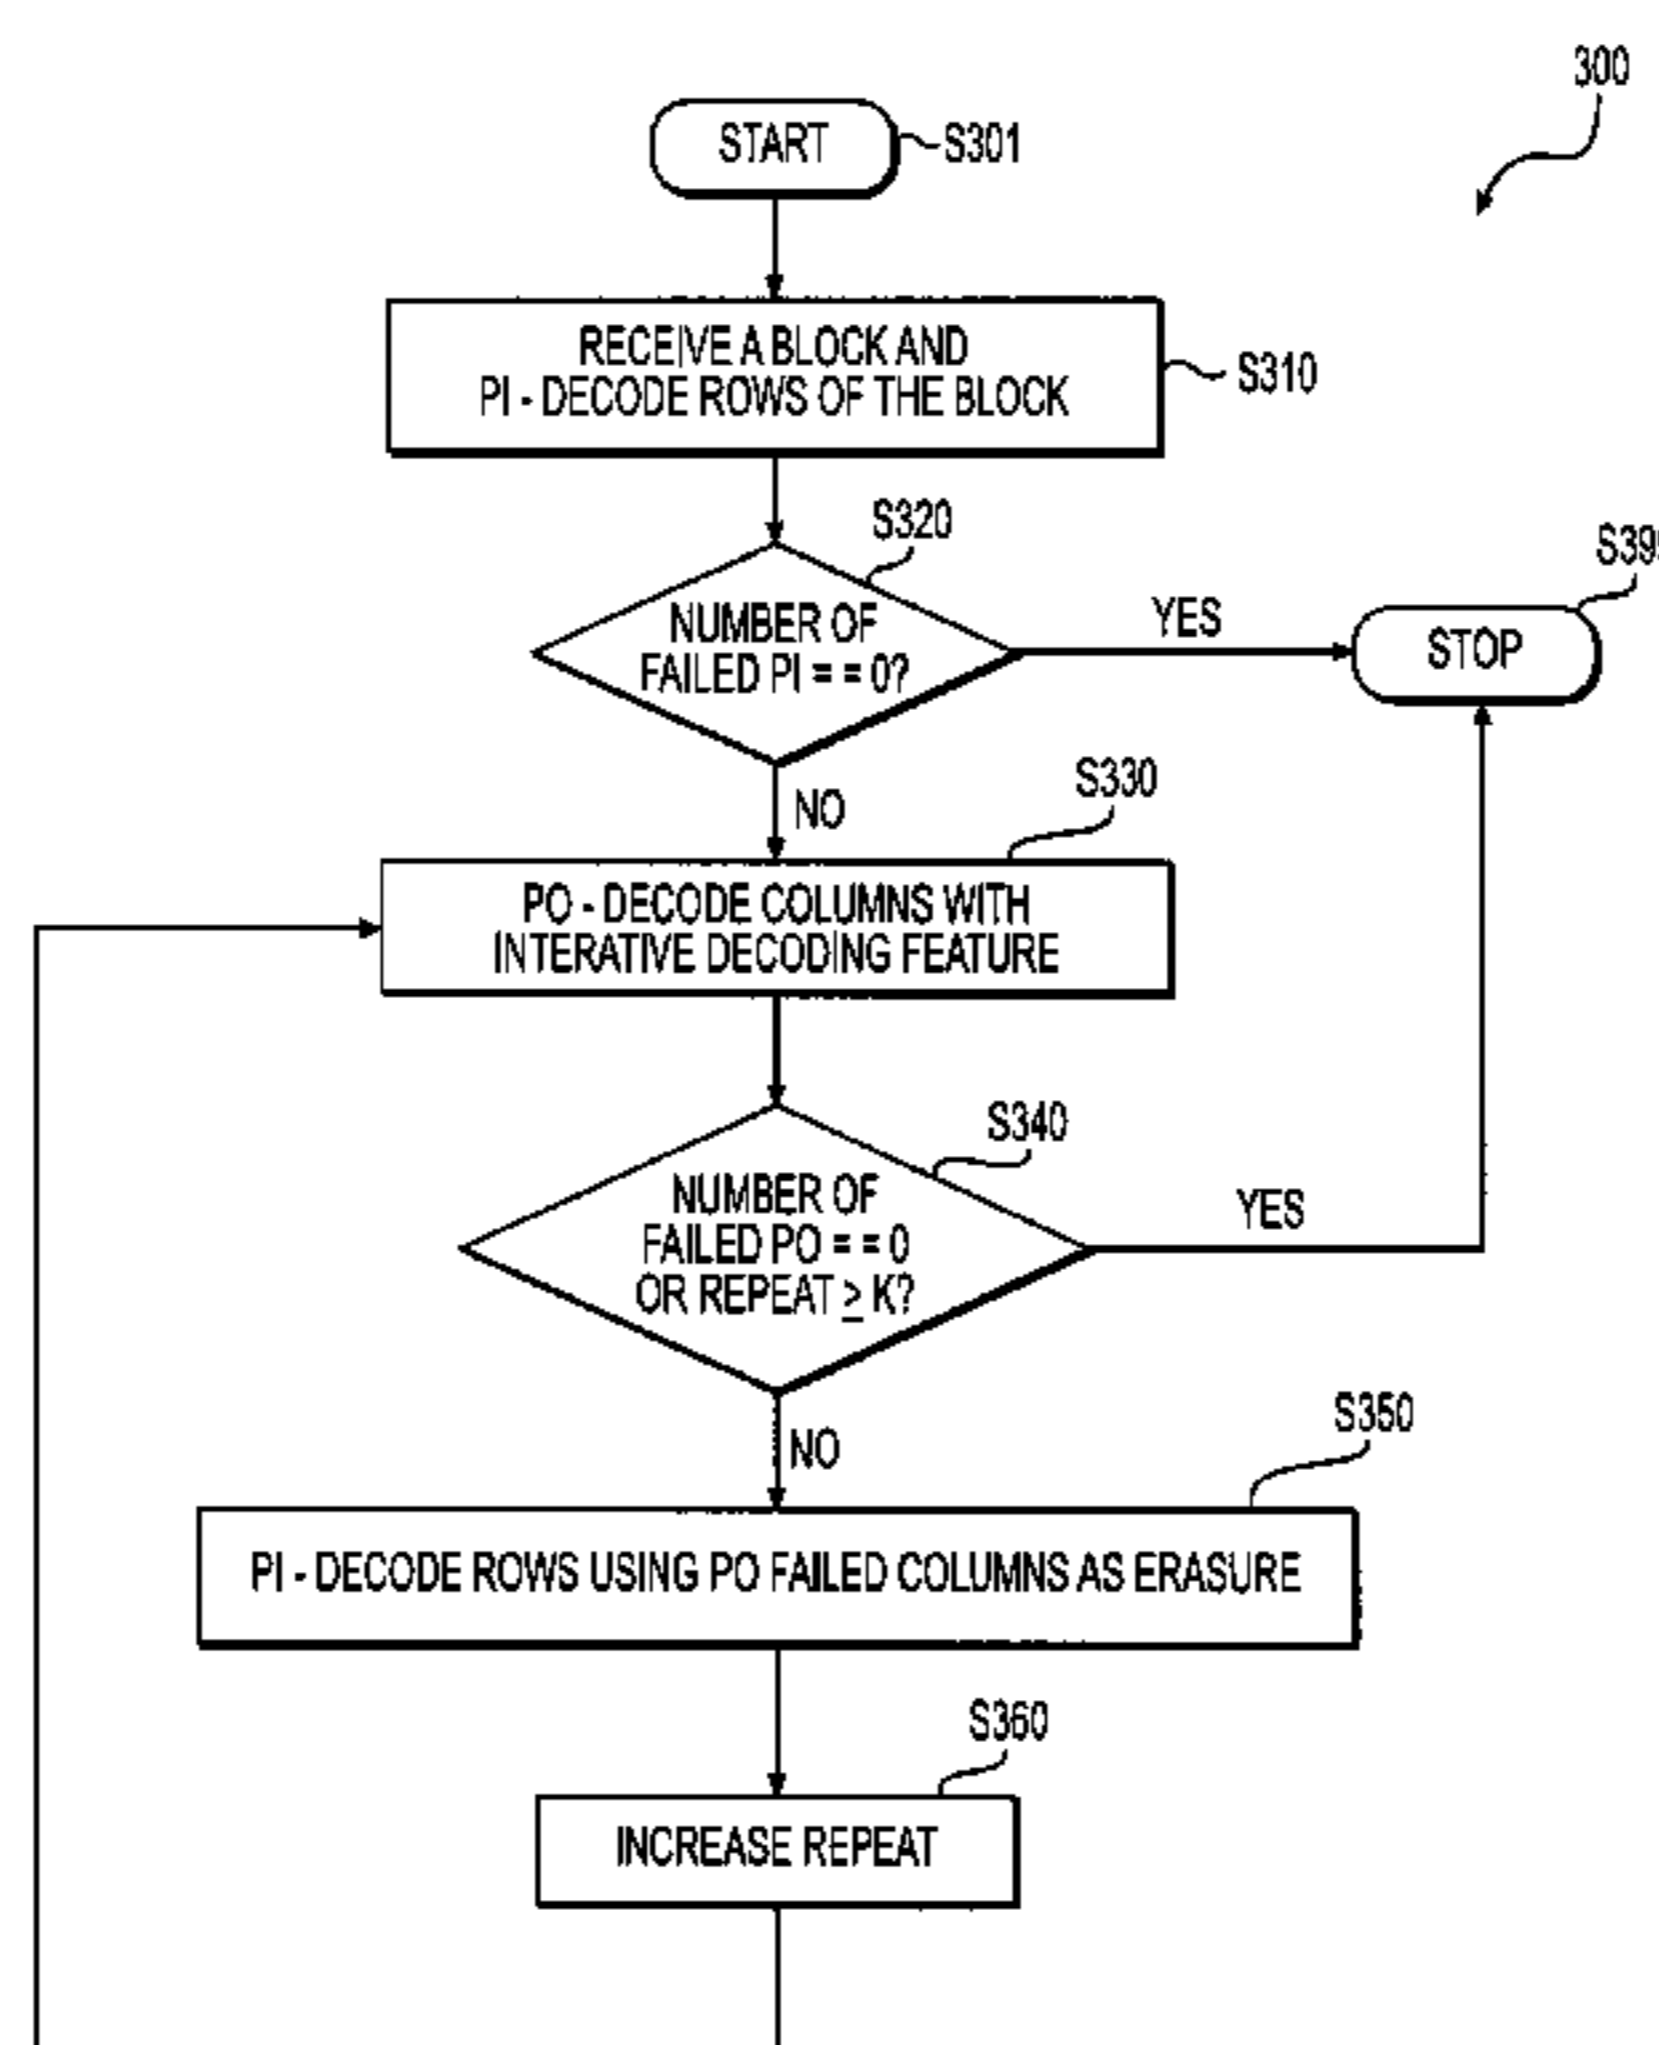 300
START
S301
RECEIVE A BLOCK AND
PI - DECODE ROWS OF THE BLOCK
S310
S320
NUMBER OF
FAILED PI = = 0?
YES
S39
STOP
NO
S330
PO - DECODE COLUMNS WITH
INTERATIVE DECODING FEATURE
S340
NUMBER OF
FAILED PO = = 0
OR REPEAT ≥ K?
YES
NO
S350
PI - DECODE ROWS USING PO FAILED COLUMNS AS ERASURE
S360
INCREASE REPEAT